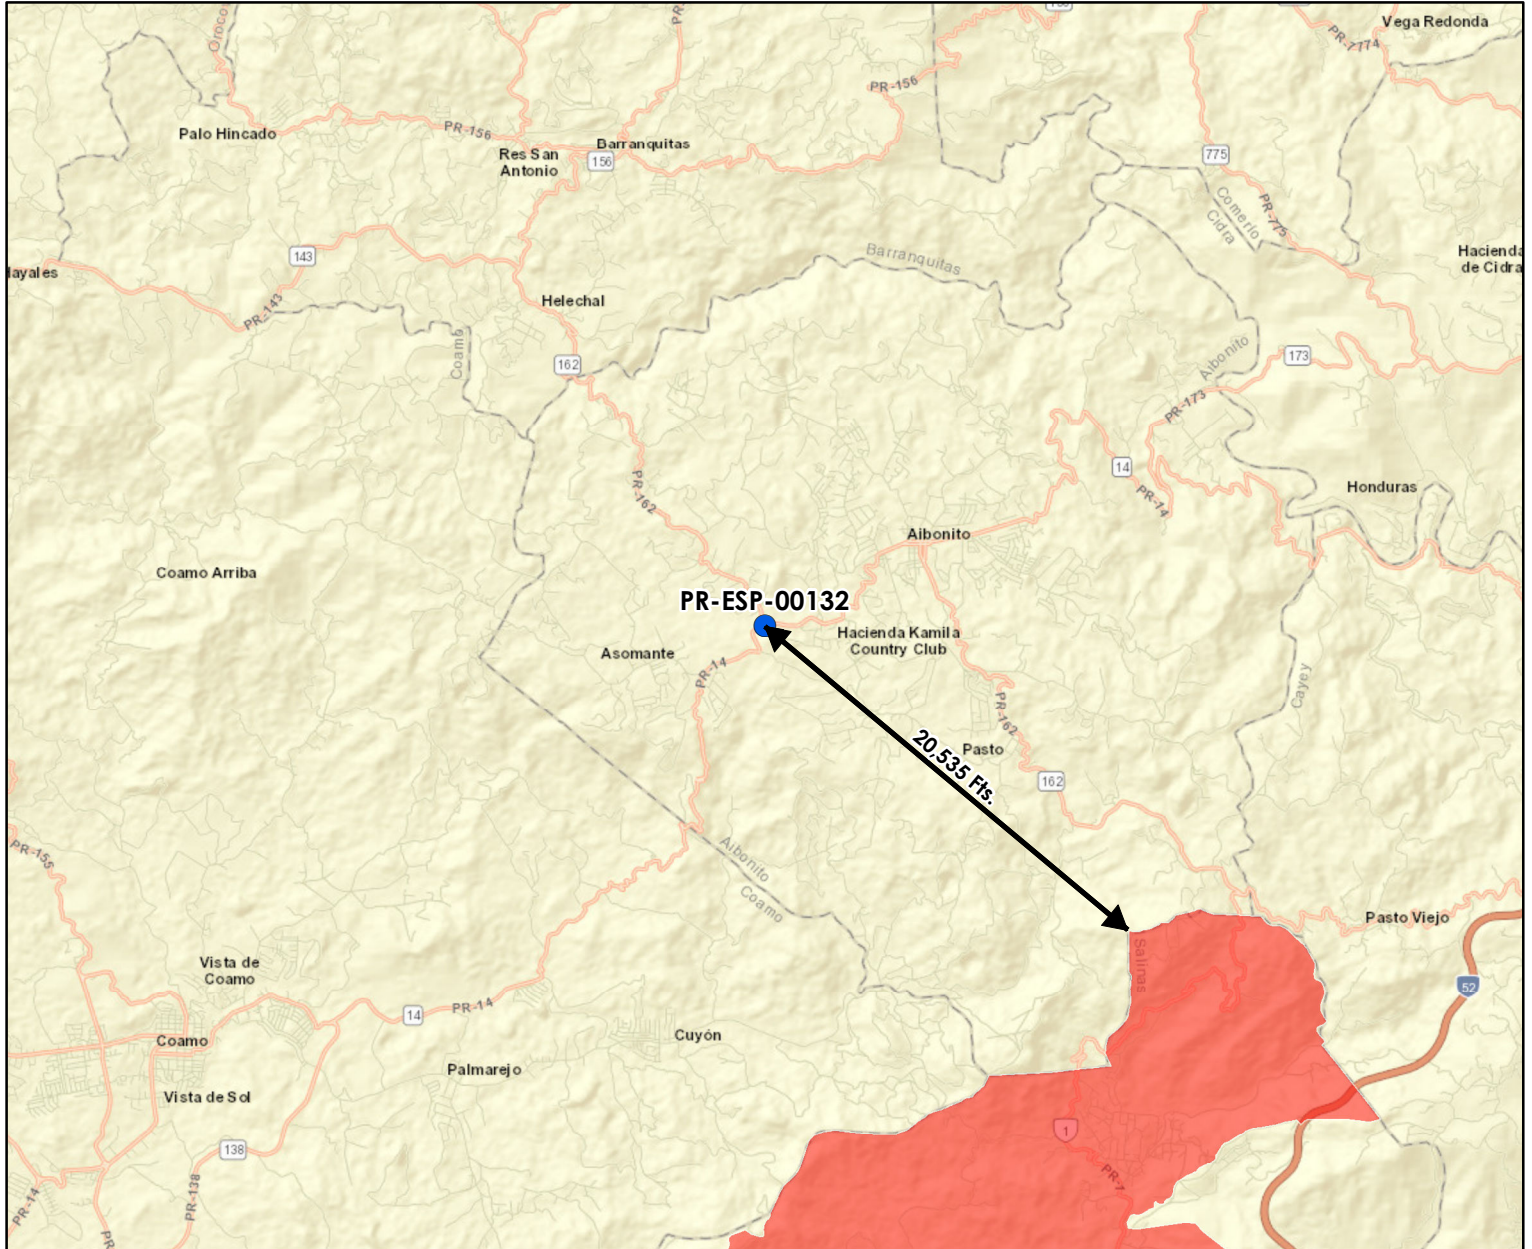 Vega Redonda
PR-7774
Oroco
PR-156
Palo Hincado
PR-156
Barranquitas
Res San
Antonio
156
775
Comerío
Cidra
PR-775
Hacienda
de Cidra
143
Barranquitas
layales
PR-143
Helechal
Coamo
162
Aibonito
173
PR-173
14
PR-14
Honduras
PR-162
Aibonito
Coamo Arriba
PR-ESP-00132
Hacienda Kamila
Country Club
Asomante
PR-14
Cayey
PR-162
20,535 Fts.
Pasto
162
PR-155
Aibonito
Coamo
Pasto Viejo
Salinas
Vista de
Coamo
52
14
PR-14
Coamo
Cuyón
Palmarejo
Vista de Sol
1
138
PR-1
PR-138
PR-14
PR